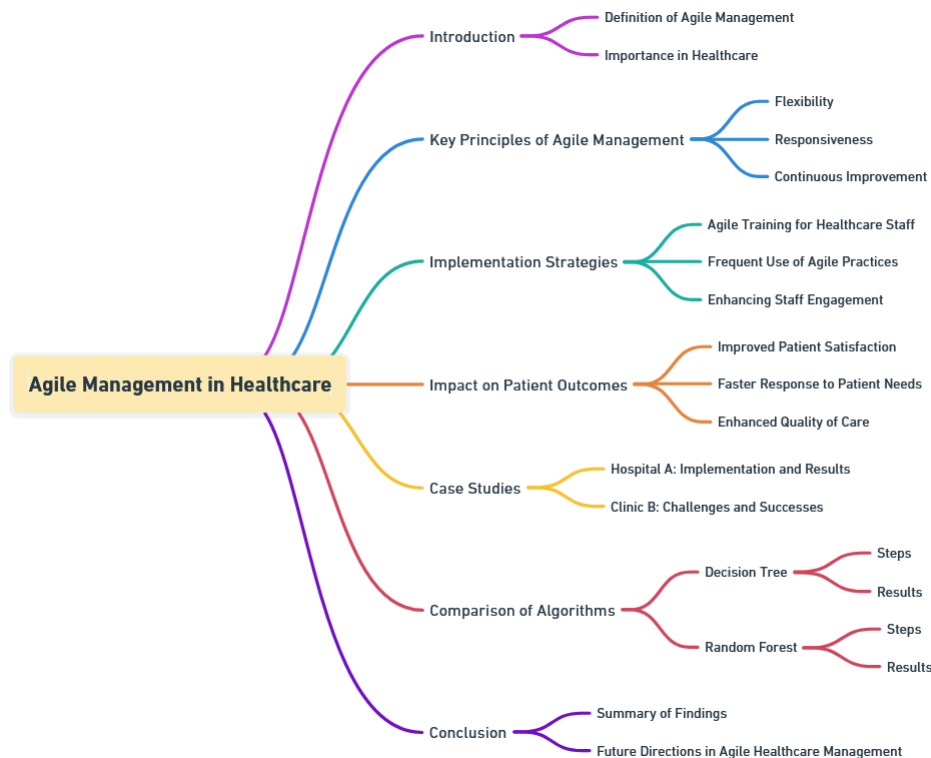 Agile Management in Healthcare
Introduction
Definition of Agile Management
Importance in Healthcare
Key Principles of Agile Management
Flexibility
Responsiveness
Continuous Improvement
Implementation Strategies
Agile Training for Healthcare Staff
Frequent Use of Agile Practices
Enhancing Staff Engagement
Impact on Patient Outcomes
Improved Patient Satisfaction
Faster Response to Patient Needs
Enhanced Quality of Care
Case Studies
Hospital A: Implementation and Results
Clinic B: Challenges and Successes
Comparison of Algorithms
Decision Tree
Steps
Results
Random Forest
Steps
Results
Conclusion
Summary of Findings
Future Directions in Agile Healthcare Management